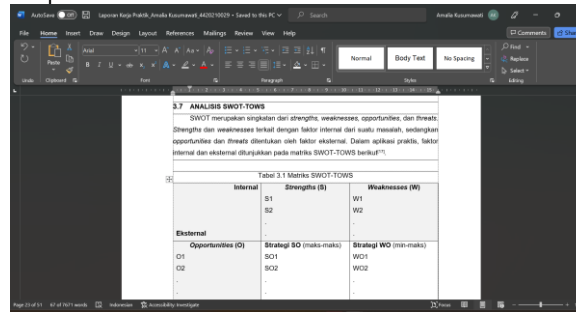 AutoSave Off Laporan Kerja Praktik_Amalia Kusumawati_4420210029 • Saved to this PC Search Amalia Kusumawati
File Home Insert Draw Design Layout References Mailings Review View Help Comments Share
Paste Arial 11 Normal Body Text No Spacing Find
Replace
Select
Undo Clipboard Font Paragraph Styles Editing
3.7 ANALISIS SWOT-TOWS
SWOT merupakan singkatan dari strengths, weaknesses, opportunities, dan threats.
Strengths dan weaknesses terkait dengan faktor internal dari suatu masalah, sedangkan
opportunities dan threats ditentukan oleh faktor eksternal. Dalam aplikasi praktis, faktor
internal dan eksternal ditunjukkan pada matriks SWOT-TOWS berikut
Tabel 3.1 Matriks SWOT-TOWS
Internal Strengths (S) Weaknesses (W)
S1 W1
S2 W2
. .
Eksternal . .
Opportunities (O) Strategi SO (maks-maks) Strategi WO (min-maks)
O1 SO1 WO1
O2 SO2 WO2
. . .
. . .
Page 23 of 51 67 of 7671 words Indonesian Accessibility: Investigate Focus